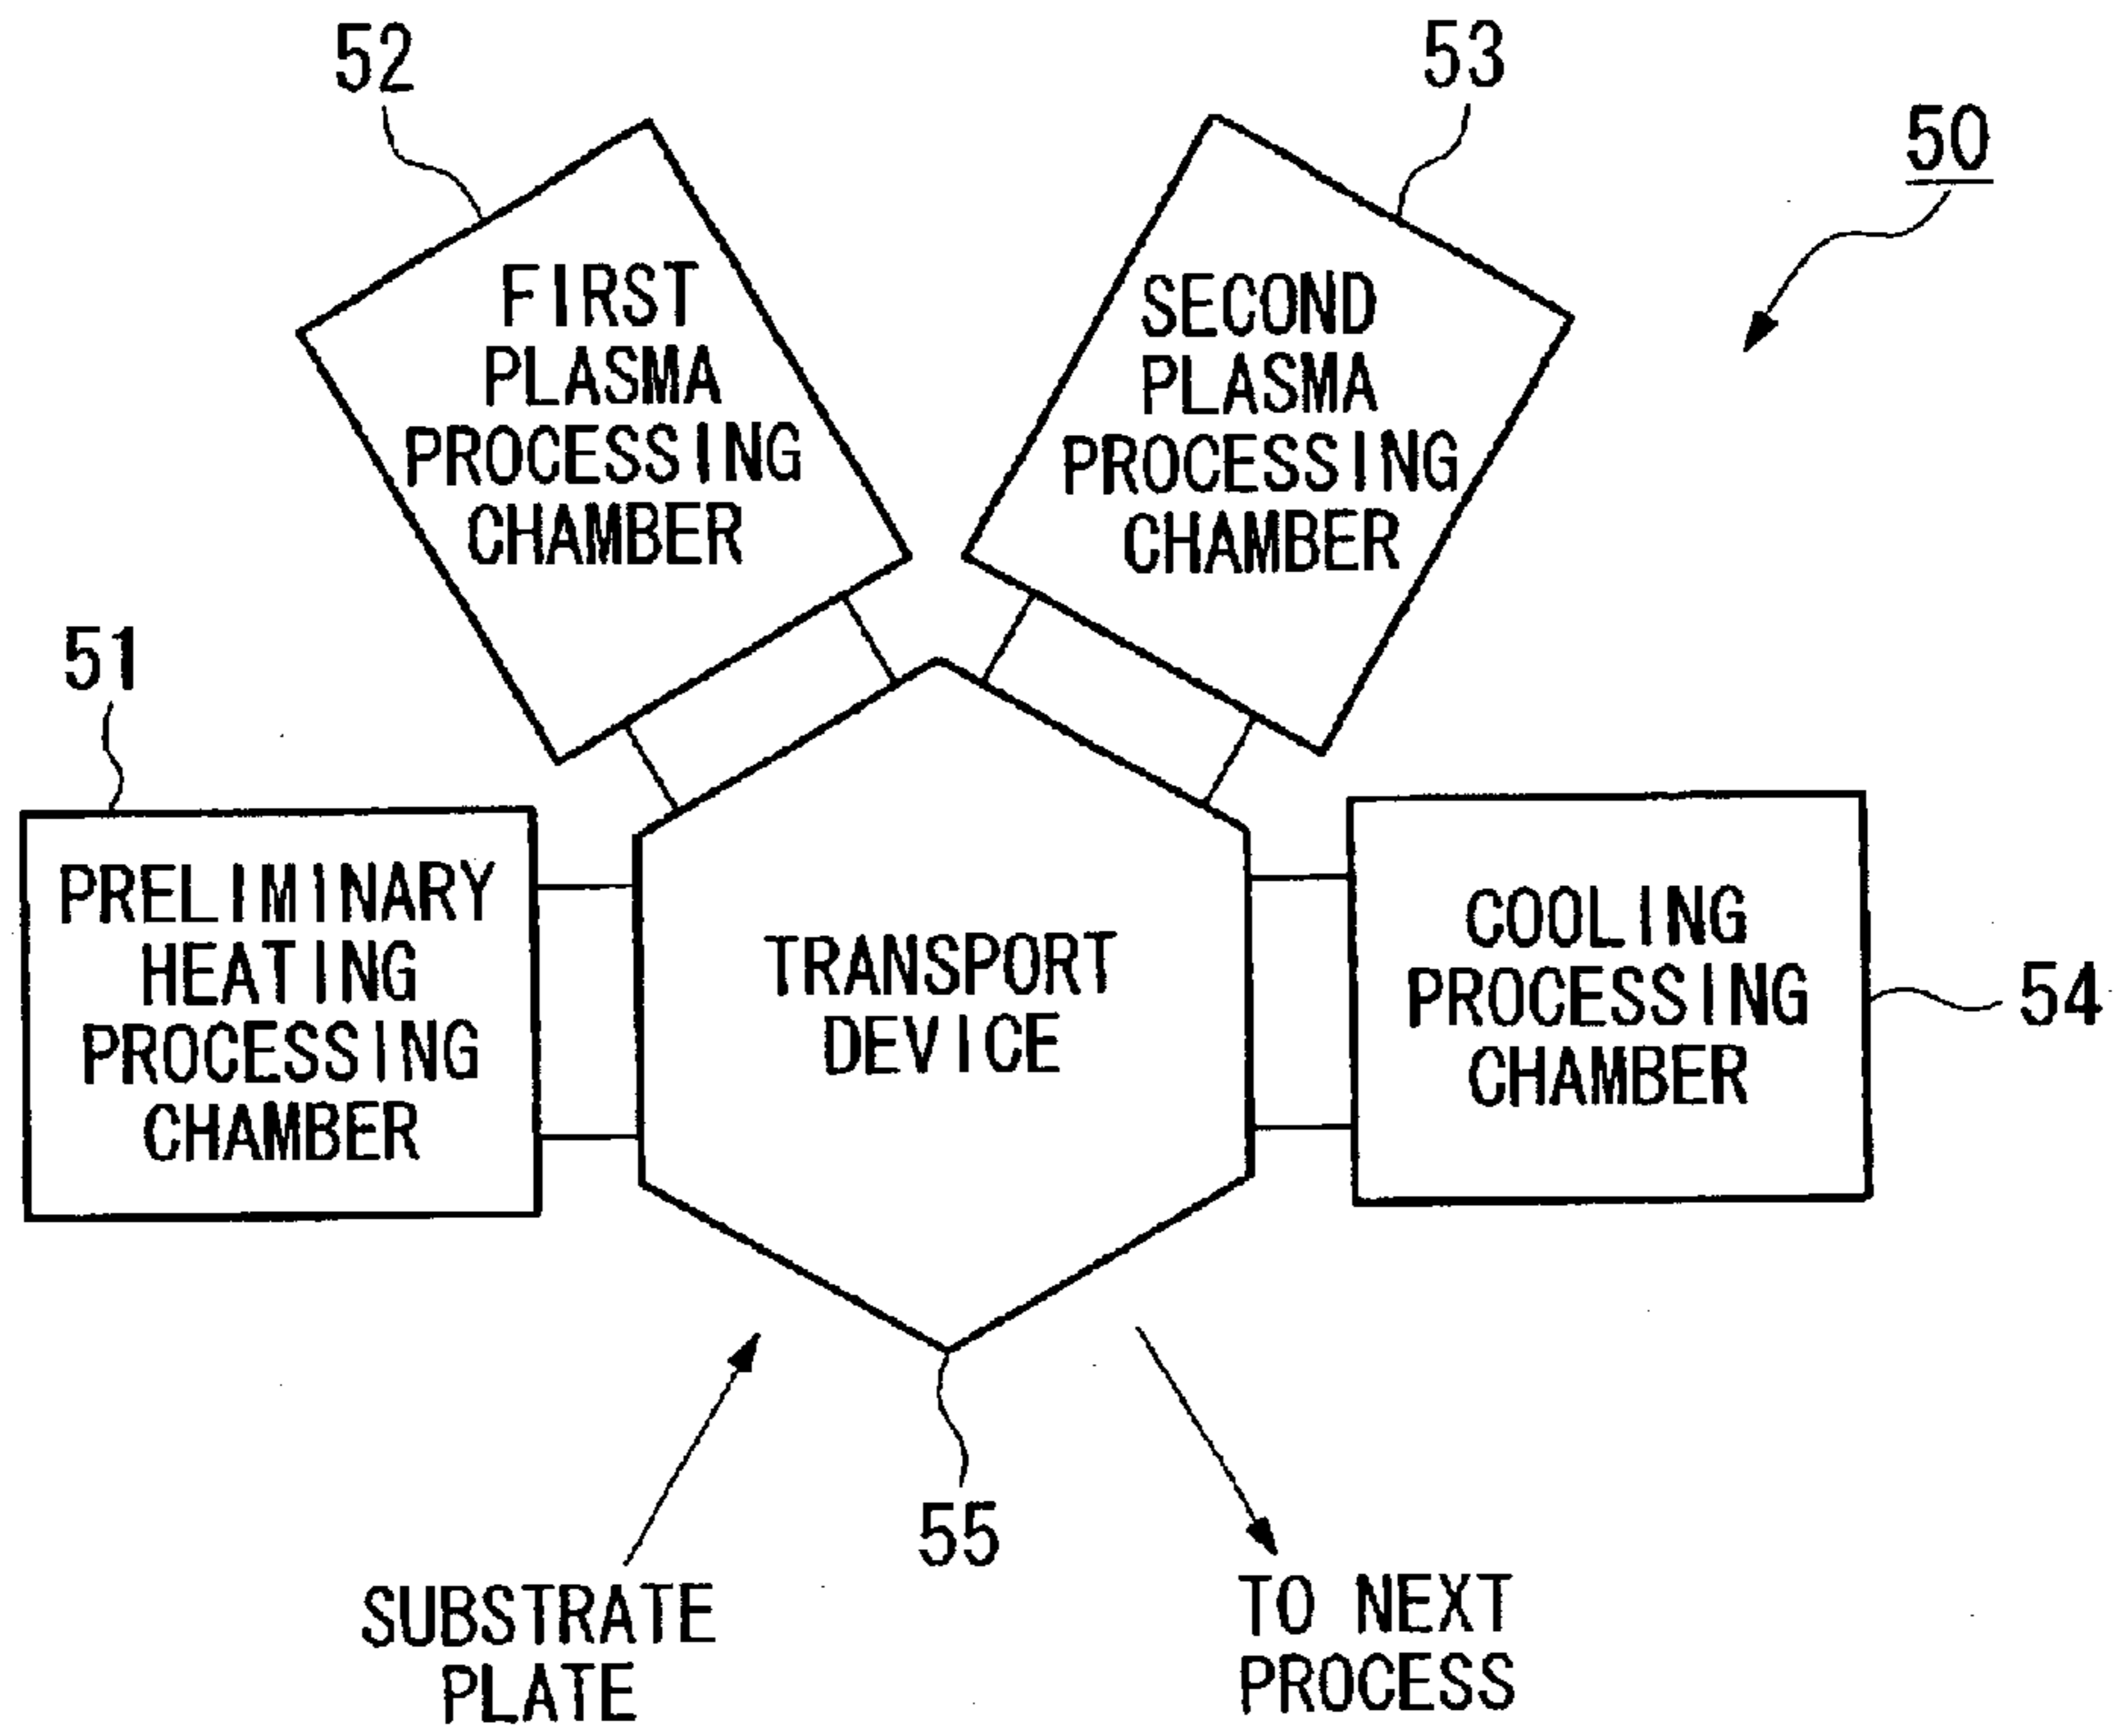 52
53
50
FIRST
PLASMA
PROCESSING
CHAMBER
SECOND
PLASMA
PROCESSING
CHAMBER
51
PRELIMINARY
HEATING
PROCESSING
CHAMBER
TRANSPORT
DEVICE
COOLING
PROCESSING
CHAMBER
54
55
SUBSTRATE
PLATE
TO NEXT
PROCESS